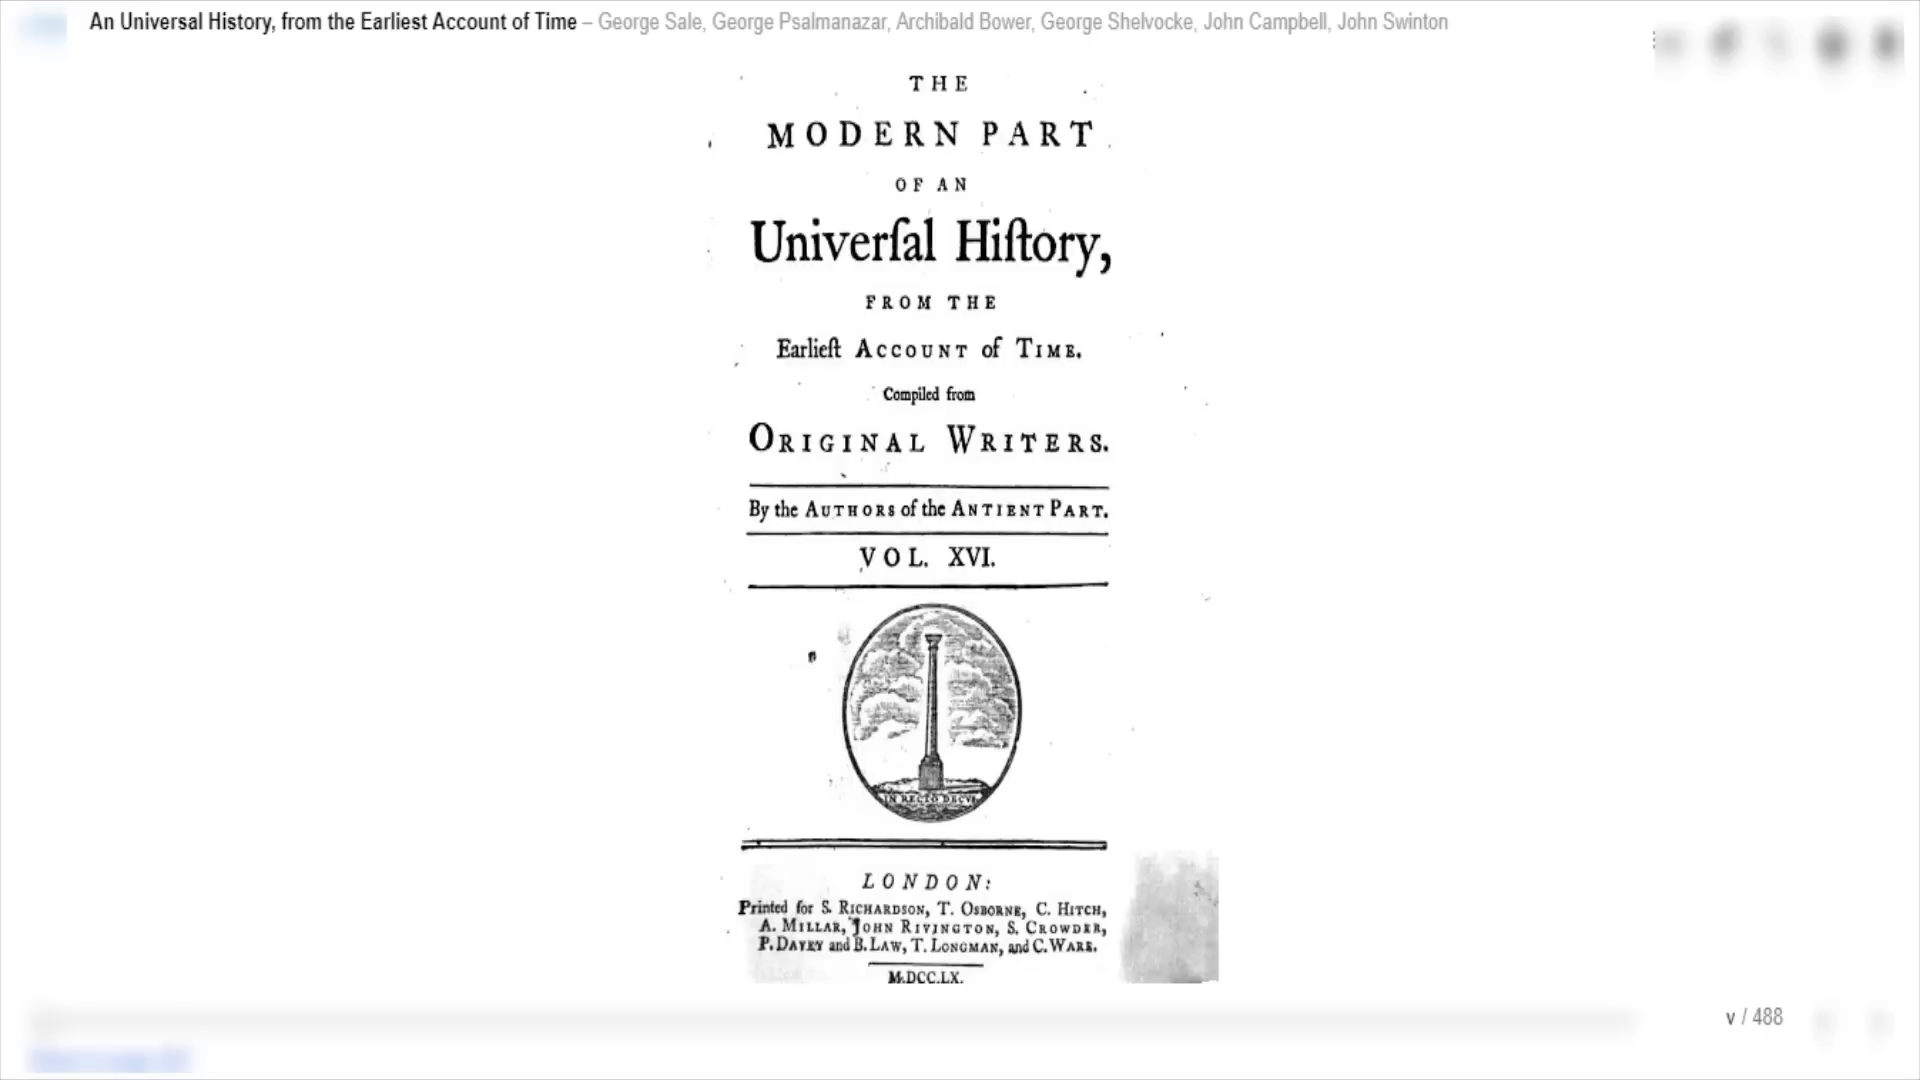 An Universal History, from the Earliest Account of Time – George Sale, George Psalmanazar, Archibald Bower, George Shelvocke, John Campbell, John Swinton
THE
MODERN PART
OF AN
Univerſal Hiſtory,
FROM THE
Earlieſt ACCOUNT of TIME.
Compiled from
ORIGINAL WRITERS.
By the AUTHORS of the ANTIENT PART.
VOL. XVI.
IN RECTO DECUS
LONDON:
Printed for S. RICHARDSON, T. OSBORNE, C. HITCH,
A. MILLAR, JOHN RIVINGTON, S. CROWDER,
P. DAVEY and B. LAW, T. LONGMAN, and C. WARE.
M.DCC.LX.
v / 488